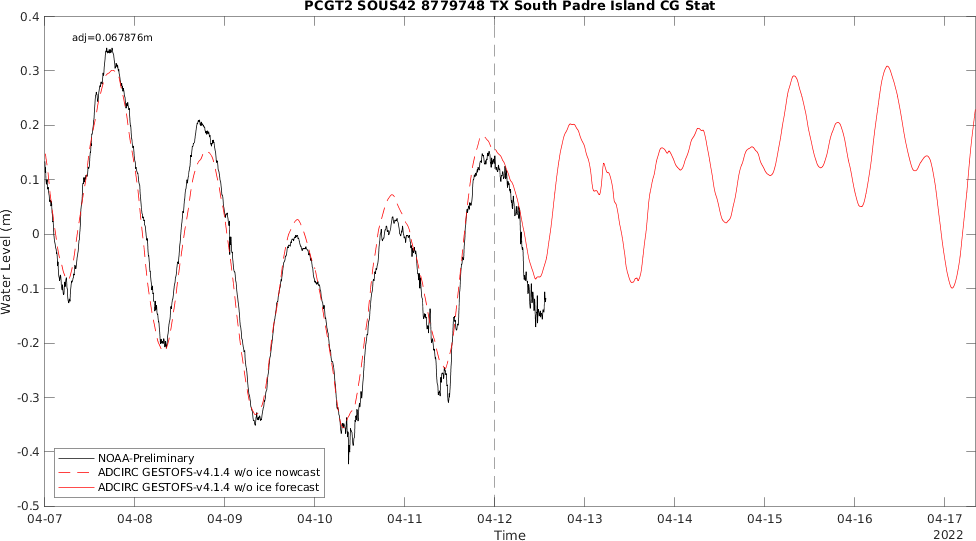 PCGT2 SOUS42 8779748 TX South Padre Island CG Stat
adj=0.067876m
0.4
0.3
0.2
0.1
0
-0.1
-0.2
-0.3
-0.4
-0.5
Water Level (m)
NOAA-Preliminary
ADCIRC GESTOFS-v4.1.4 w/o ice nowcast
ADCIRC GESTOFS-v4.1.4 w/o ice forecast
04-07 04-08 04-09 04-10 04-11 04-12 04-13 04-14 04-15 04-16 04-17
Time
2022